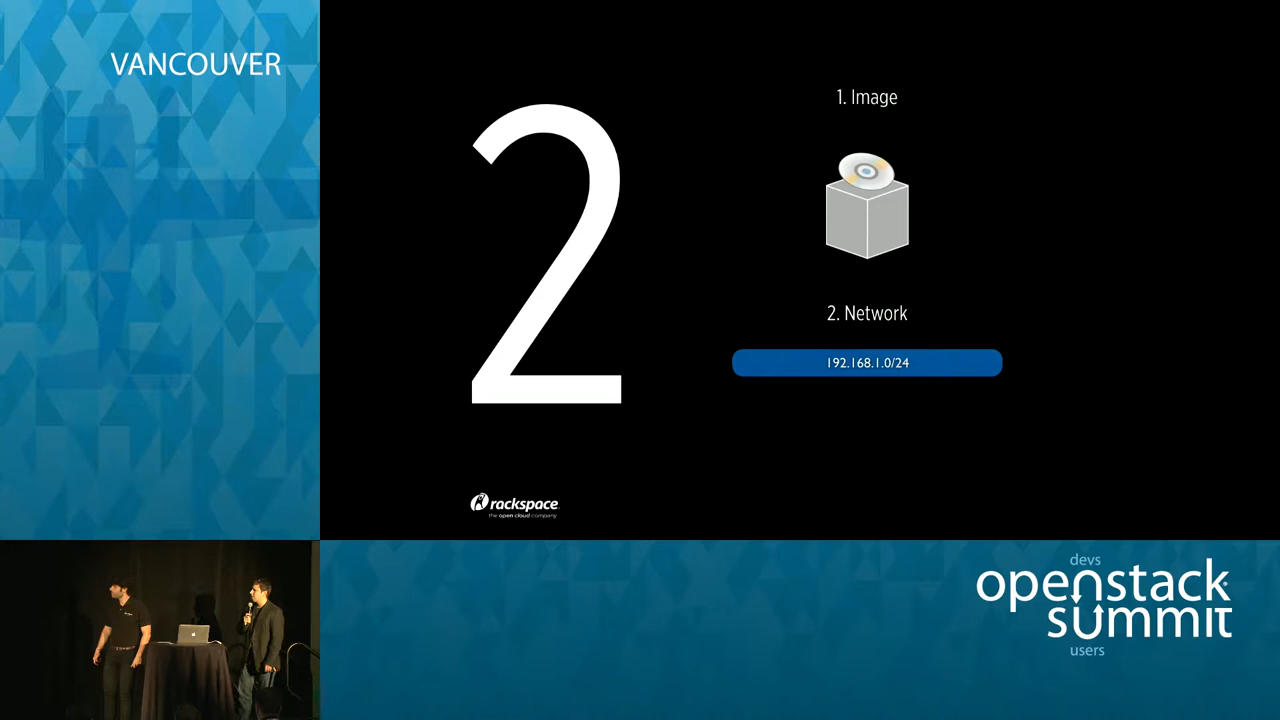 VANCOUVER
2
1. Image
2. Network
192.168.1.0/24
rackspace
the open cloud company
devs
openstack
summit
users